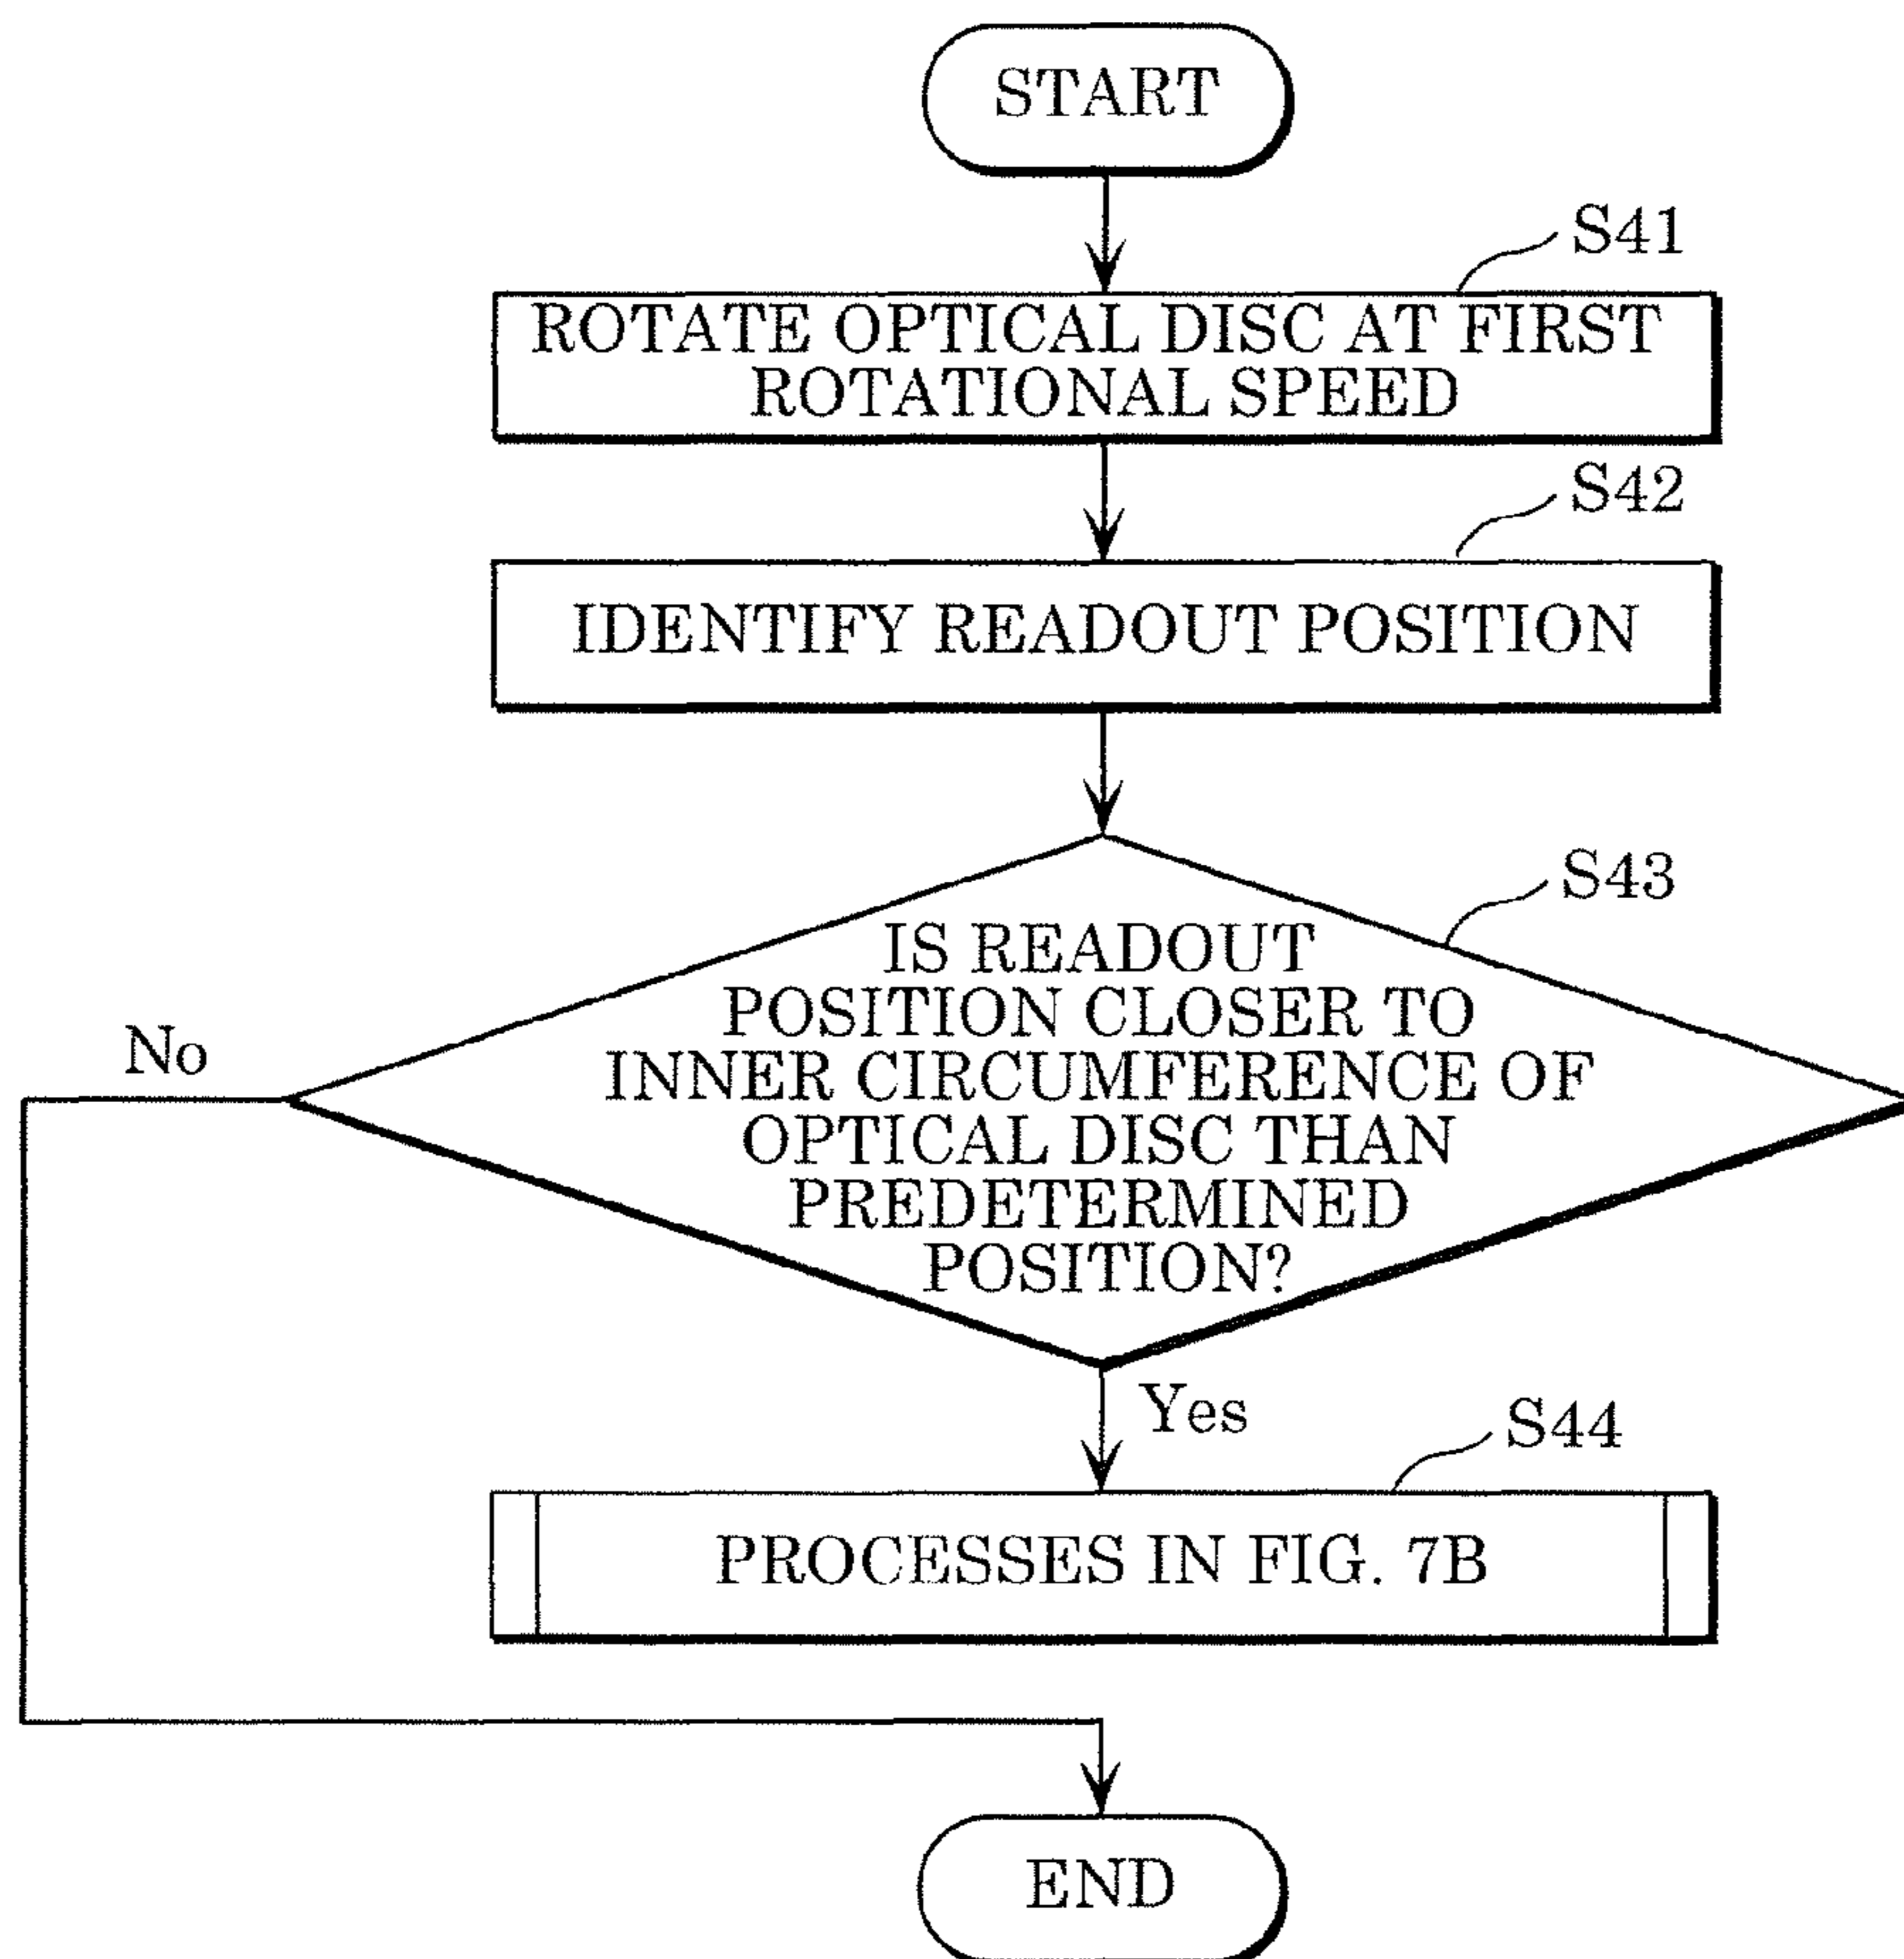 START
S41
ROTATE OPTICAL DISC AT FIRST
ROTATIONAL SPEED
S42
IDENTIFY READOUT POSITION
S43
IS READOUT
POSITION CLOSER TO
INNER CIRCUMFERENCE OF
OPTICAL DISC THAN
PREDETERMINED
POSITION?
No
Yes
S44
PROCESSES IN FIG. 7B
END